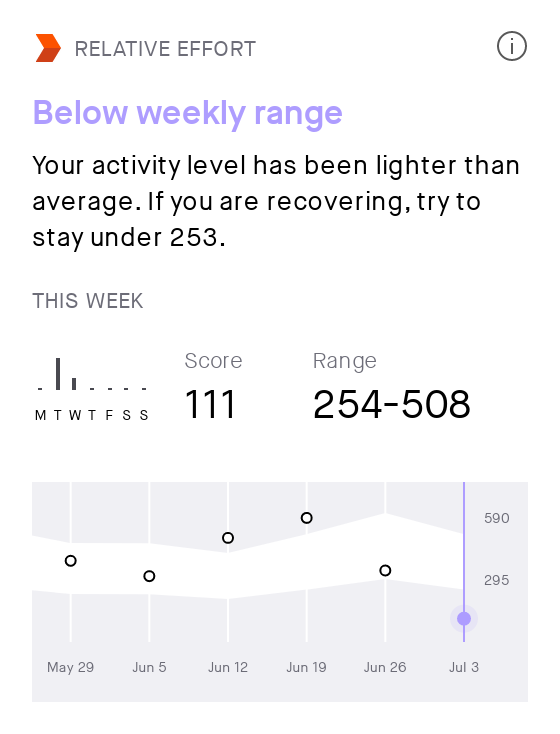 RELATIVE EFFORT
Below weekly range
Your activity level has been lighter than
average. If you are recovering, try to
stay under 253.
THIS WEEK
Score
Range
M T W T F S S
111
254-508
590
295
May 29
Jun 5
Jun 12
Jun 19
Jun 26
Jul 3